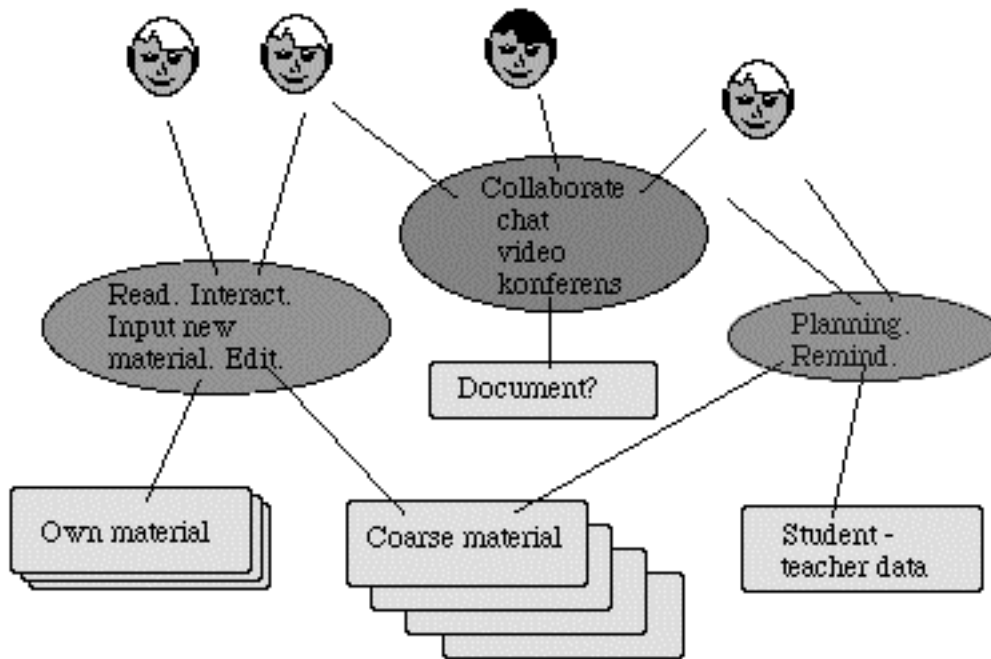 Collaborate
chat
video
konferens
Read. Interact.
Input new
material. Edit.
Planning.
Remind.
Document?
Own material
Coarse material
Student -
teacher data